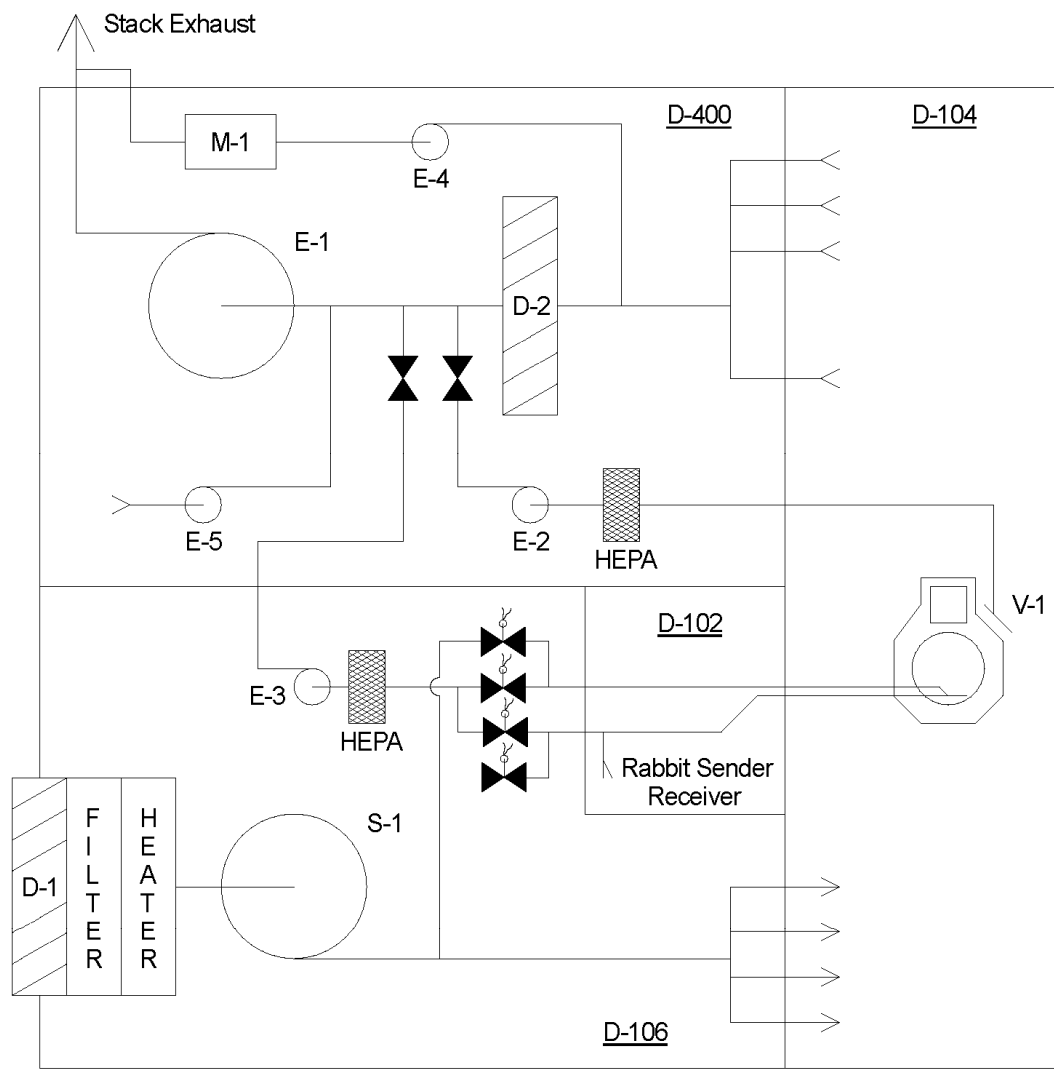 Stack Exhaust
D-400
D-104
M-1
E-4
E-1
D-2
E-5
E-2
HEPA
D-102
V-1
E-3
HEPA
Rabbit Sender
Receiver
S-1
D-1
FILTER
HEATER
D-106